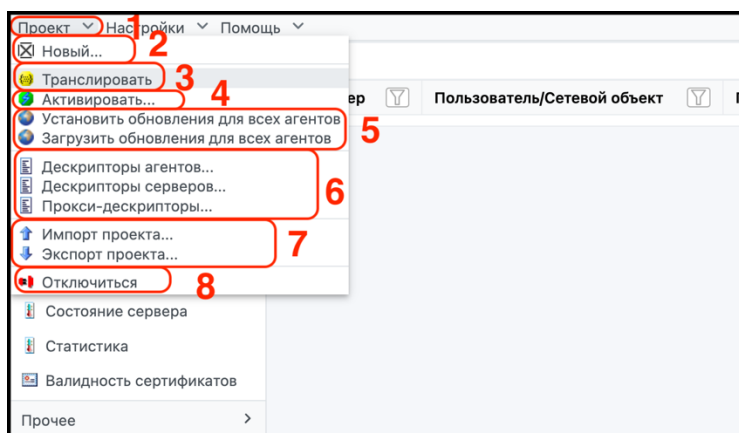 Проект Настройки Помощь
1
2
Новый...
Транслировать
3
Активировать...
4
ер Пользователь/Сетевой объект
Установить обновления для всех агентов
Загрузить обновления для всех агентов
5
Дескрипторы агентов...
Дескрипторы серверов...
Прокси-дескрипторы...
6
Импорт проекта...
Экспорт проекта...
7
Отключиться
8
Состояние сервера
Статистика
Валидность сертификатов
Прочее